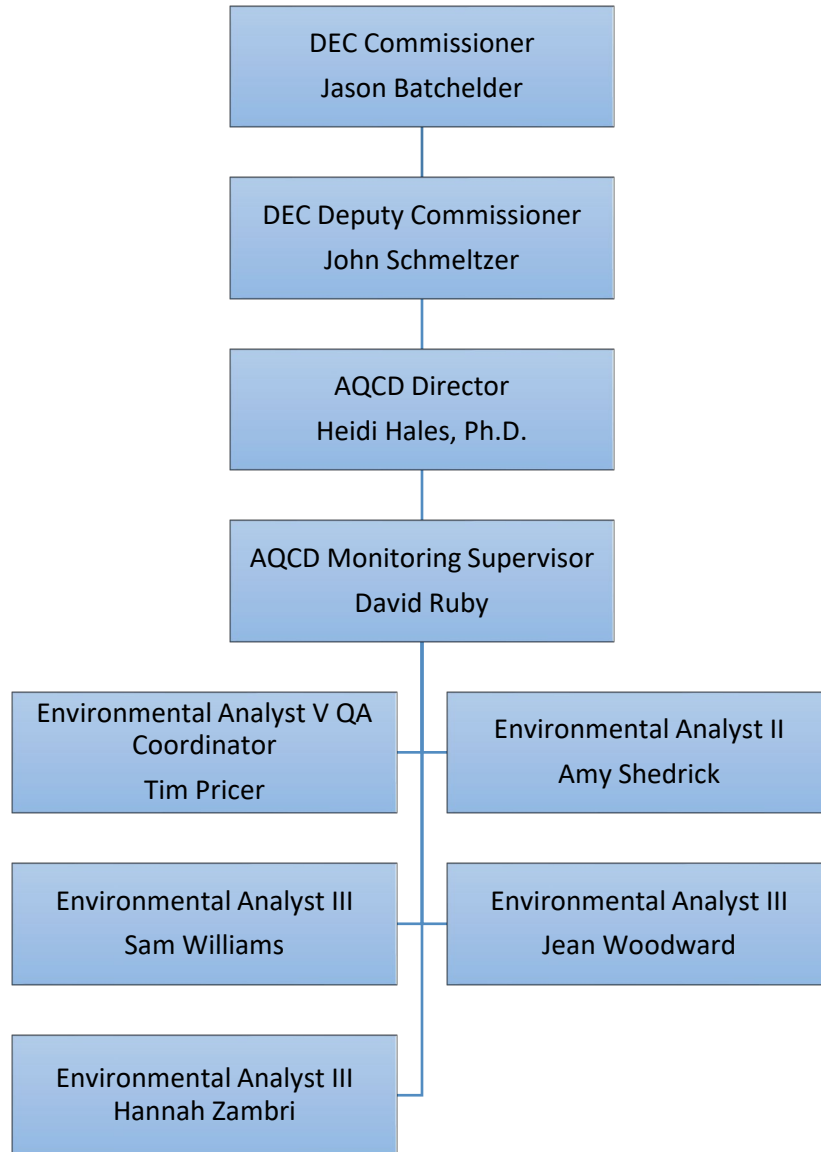 DEC Commissioner
Jason Batchelder
DEC Deputy Commissioner
John Schmeltzer
AQCD Director
Heidi Hales, Ph.D.
AQCD Monitoring Supervisor
David Ruby
Environmental Analyst V QA
Coordinator
Tim Pricer
Environmental Analyst II
Amy Shedrick
Environmental Analyst III
Sam Williams
Environmental Analyst III
Jean Woodward
Environmental Analyst III
Hannah Zambri